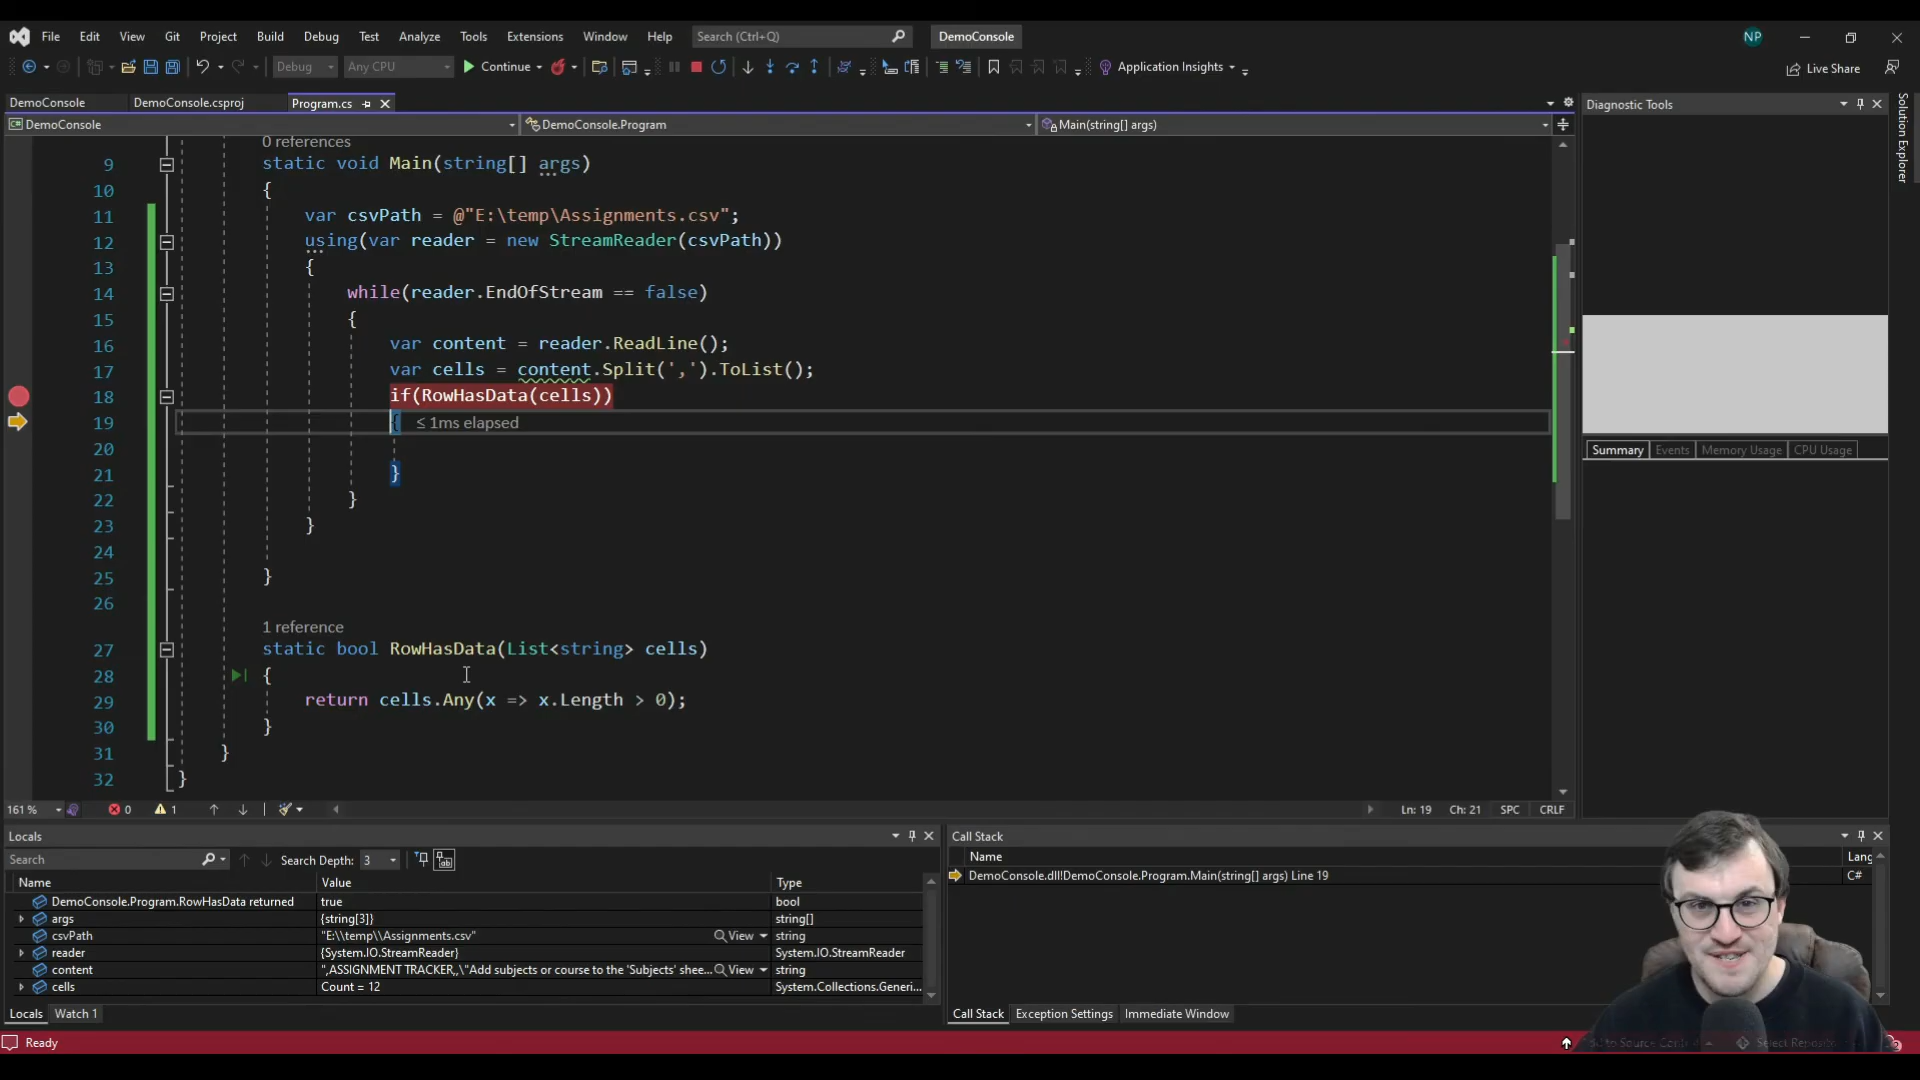 File Edit View Git Project Build Debug Test Analyze Tools Extensions Window Help Search (Ctrl+Q) DemoConsole NP
Debug Any CPU Continue Application Insights Live Share
DemoConsole DemoConsole.csproj Program.cs
DemoConsole DemoConsole.Program Main(string[] args)
0 references
9 static void Main(string[] args)
10 {
11 var csvPath = @"E:\temp\Assignments.csv";
12 using(var reader = new StreamReader(csvPath))
13 {
14 while(reader.EndOfStream == false)
15 {
16 var content = reader.ReadLine();
17 var cells = content.Split(',').ToList();
18 if(RowHasData(cells))
19 { ≤ 1ms elapsed
20
21 }
22 }
23 }
24
25 }
26
1 reference
27 static bool RowHasData(List<string> cells)
28 {
29 return cells.Any(x => x.Length > 0);
30 }
31 }
32 }
161 % 0 1 Ln: 19 Ch: 21 SPC CRLF
Diagnostic Tools
Summary Events Memory Usage CPU Usage
Solution Explorer
Locals
Search Search Depth: 3
Name Value Type
DemoConsole.Program.RowHasData returned true bool
args {string[3]} string[]
csvPath "E:\\temp\\Assignments.csv" View string
reader {System.IO.StreamReader} System.IO.StreamReader
content ",ASSIGNMENT TRACKER,,\"Add subjects or course to the 'Subjects' shee... View string
cells Count = 12 System.Collections.Generi...
Locals Watch 1
Call Stack
Name Lang
DemoConsole.dll!DemoConsole.Program.Main(string[] args) Line 19 C#
Call Stack Exception Settings Immediate Window
Ready to Source Select Reposi